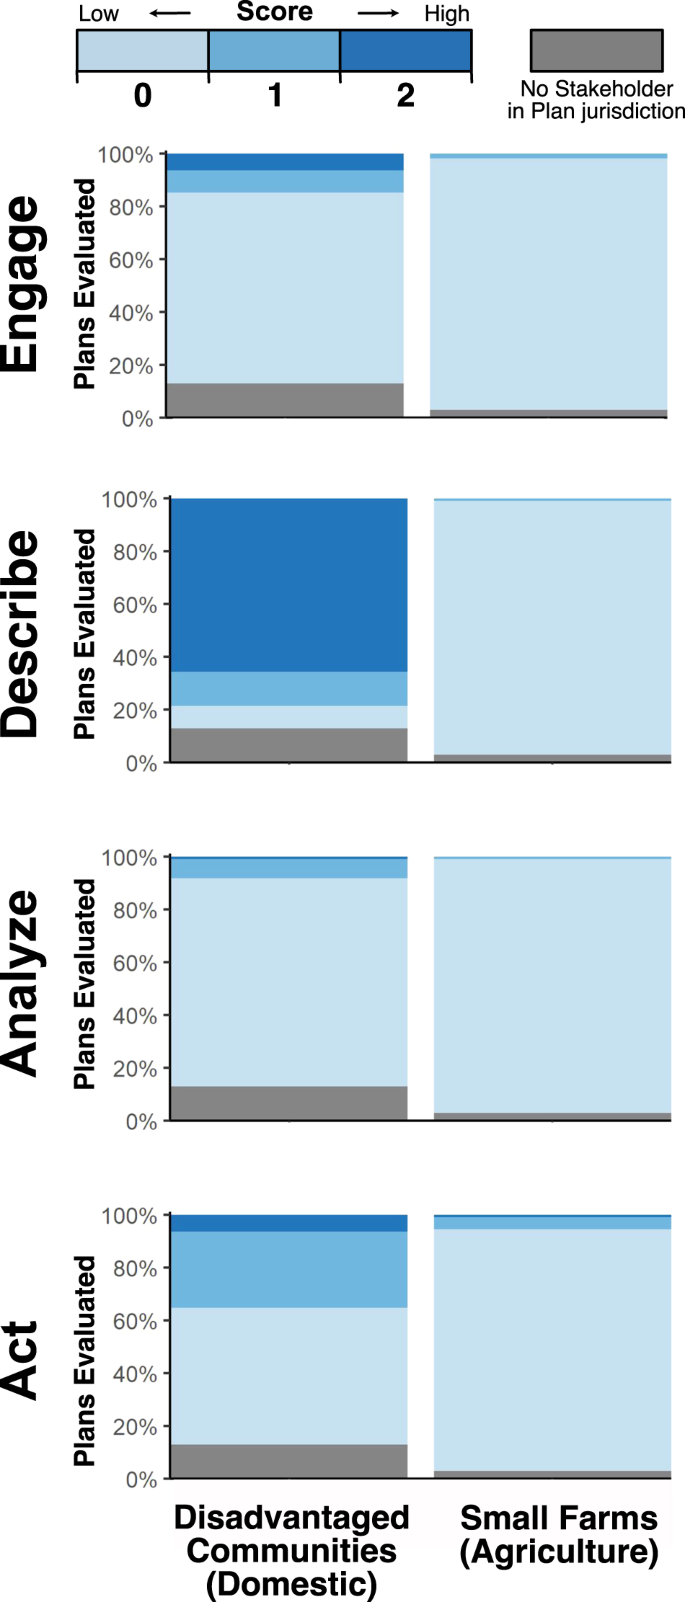 Low ← Score → High
0 1 2
No Stakeholder
in Plan jurisdiction
Engage
Plans Evaluated
100%
80%
60%
40%
20%
0%
Describe
Plans Evaluated
100%
80%
60%
40%
20%
0%
Analyze
Plans Evaluated
100%
80%
60%
40%
20%
0%
Act
Plans Evaluated
100%
80%
60%
40%
20%
0%
Disadvantaged
Communities
(Domestic)
Small Farms
(Agriculture)